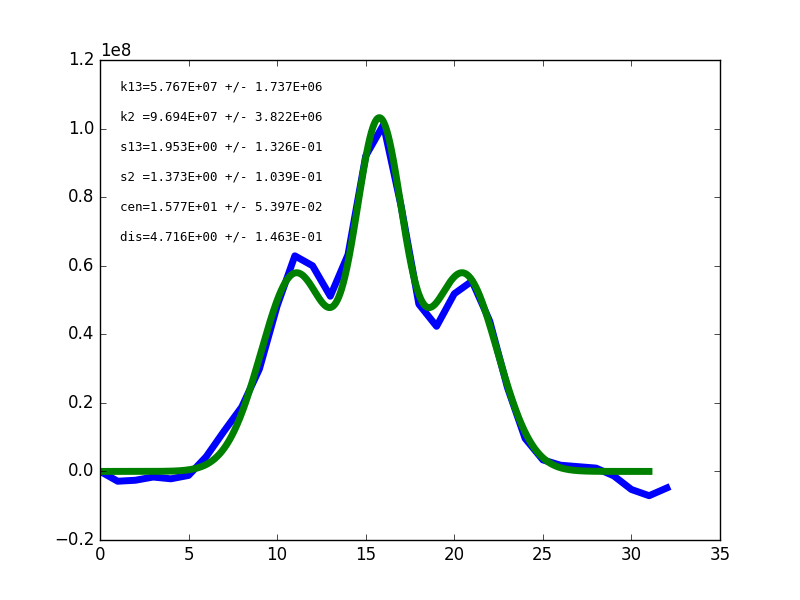 1e8
1.2
1.0
0.8
0.6
0.4
0.2
0.0
−0.2
k13=5.767E+07 +/- 1.737E+06
k2 =9.694E+07 +/- 3.822E+06
s13=1.953E+00 +/- 1.326E-01
s2 =1.373E+00 +/- 1.039E-01
cen=1.577E+01 +/- 5.397E-02
dis=4.716E+00 +/- 1.463E-01
0 5 10 15 20 25 30 35